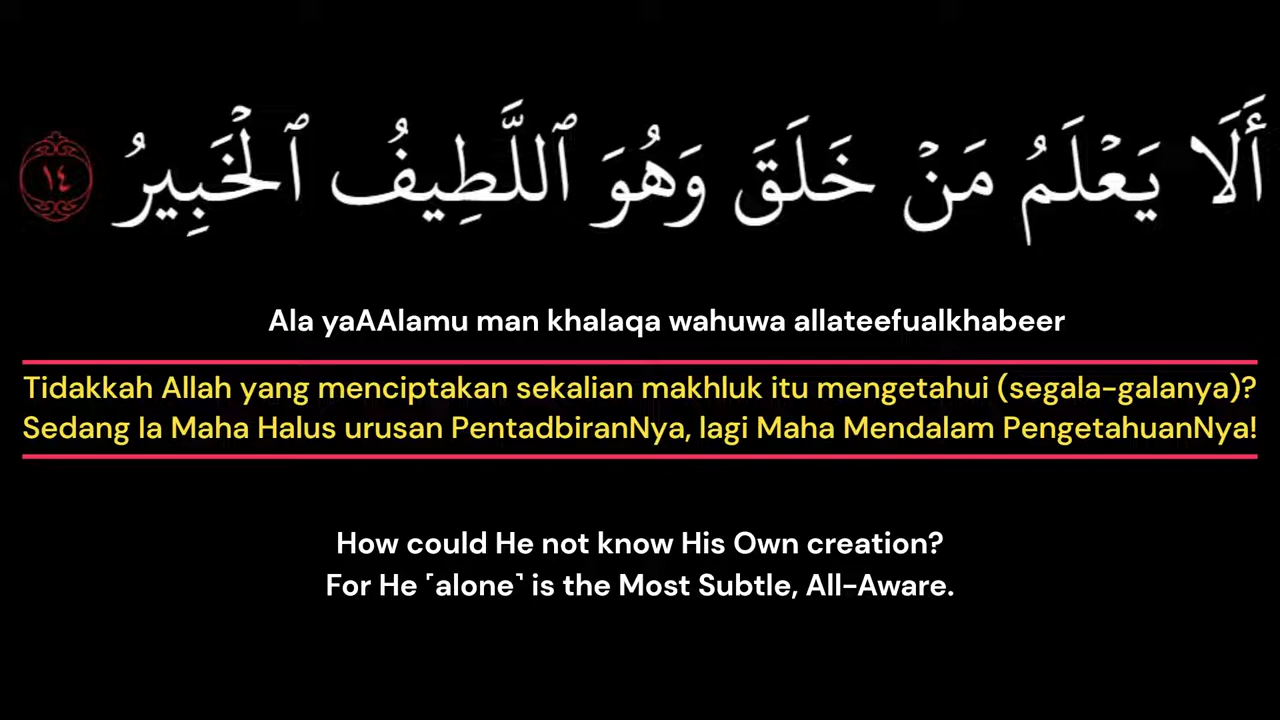 أَلَا يَعْلَمُ مَنْ خَلَقَ وَهُوَ ٱللَّطِيفُ ٱلْخَبِيرُ ١٤
Ala yaAAlamu man khalaqa wahuwa allateefualkhabeer
Tidakkah Allah yang menciptakan sekalian makhluk itu mengetahui (segala-galanya)?
Sedang Ia Maha Halus urusan PentadbiranNya, lagi Maha Mendalam PengetahuanNya!
How could He not know His Own creation?
For He ˹alone˺ is the Most Subtle, All-Aware.